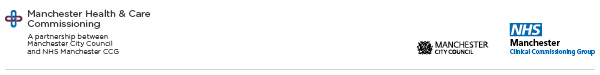 Manchester Health & Care
Commissioning
A partnership between
Manchester City Council
and NHS Manchester CCG
MANCHESTER
CITY COUNCIL
NHS
Manchester
Clinical Commissioning Group